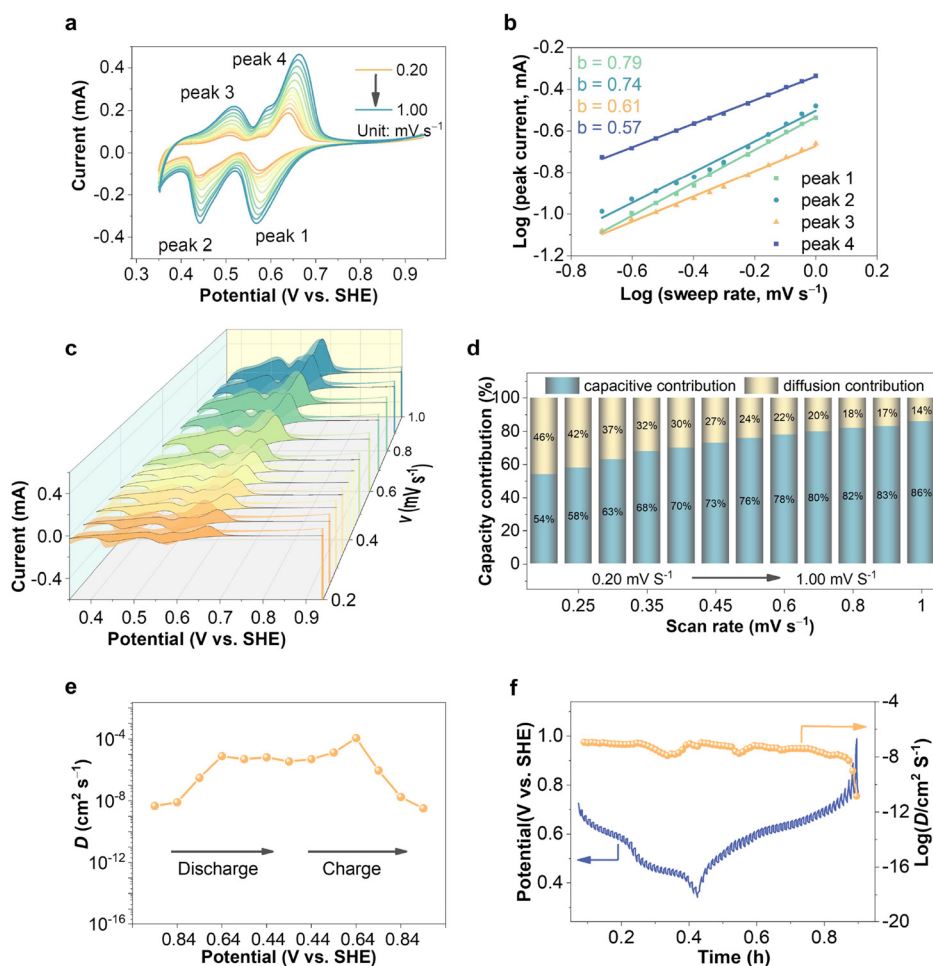 a
peak 4
peak 3
peak 2
peak 1
0.20
1.00
Unit: mV s⁻¹
0.4
0.2
0.0
-0.2
-0.4
Current (mA)
0.3 0.4 0.5 0.6 0.7 0.8 0.9
Potential (V vs. SHE)
b
b = 0.79
b = 0.74
b = 0.61
b = 0.57
peak 1
peak 2
peak 3
peak 4
-0.2
-0.4
-0.6
-0.8
-1.0
-1.2
Log (peak current, mA)
-0.8 -0.6 -0.4 -0.2 0.0 0.2
Log (sweep rate, mV s⁻¹)
c
0.4
0.0
-0.4
Current (mA)
0.4 0.5 0.6 0.7 0.8 0.9
Potential (V vs. SHE)
1.0
0.8
0.6
0.4
0.2
v (mV s⁻¹)
d
capacitive contribution
diffusion contribution
100
80
60
40
20
0
Capacity contribution (%)
46% 42% 37% 32% 30% 27% 24% 22% 20% 18% 17% 14%
54% 58% 63% 68% 70% 73% 76% 78% 80% 82% 83% 86%
0.20 mV S⁻¹
1.00 mV S⁻¹
0.25 0.35 0.45 0.6 0.8 1
Scan rate (mV s⁻¹)
e
10⁻⁴
10⁻⁸
10⁻¹²
10⁻¹⁶
D (cm² s⁻¹)
Discharge
Charge
0.84 0.64 0.44 0.44 0.64 0.84
Potential (V vs. SHE)
f
1.0
0.8
0.6
0.4
Potential(V vs. SHE)
-4
-8
-12
-16
-20
Log(D/cm² S⁻¹)
0.2 0.4 0.6 0.8
Time (h)